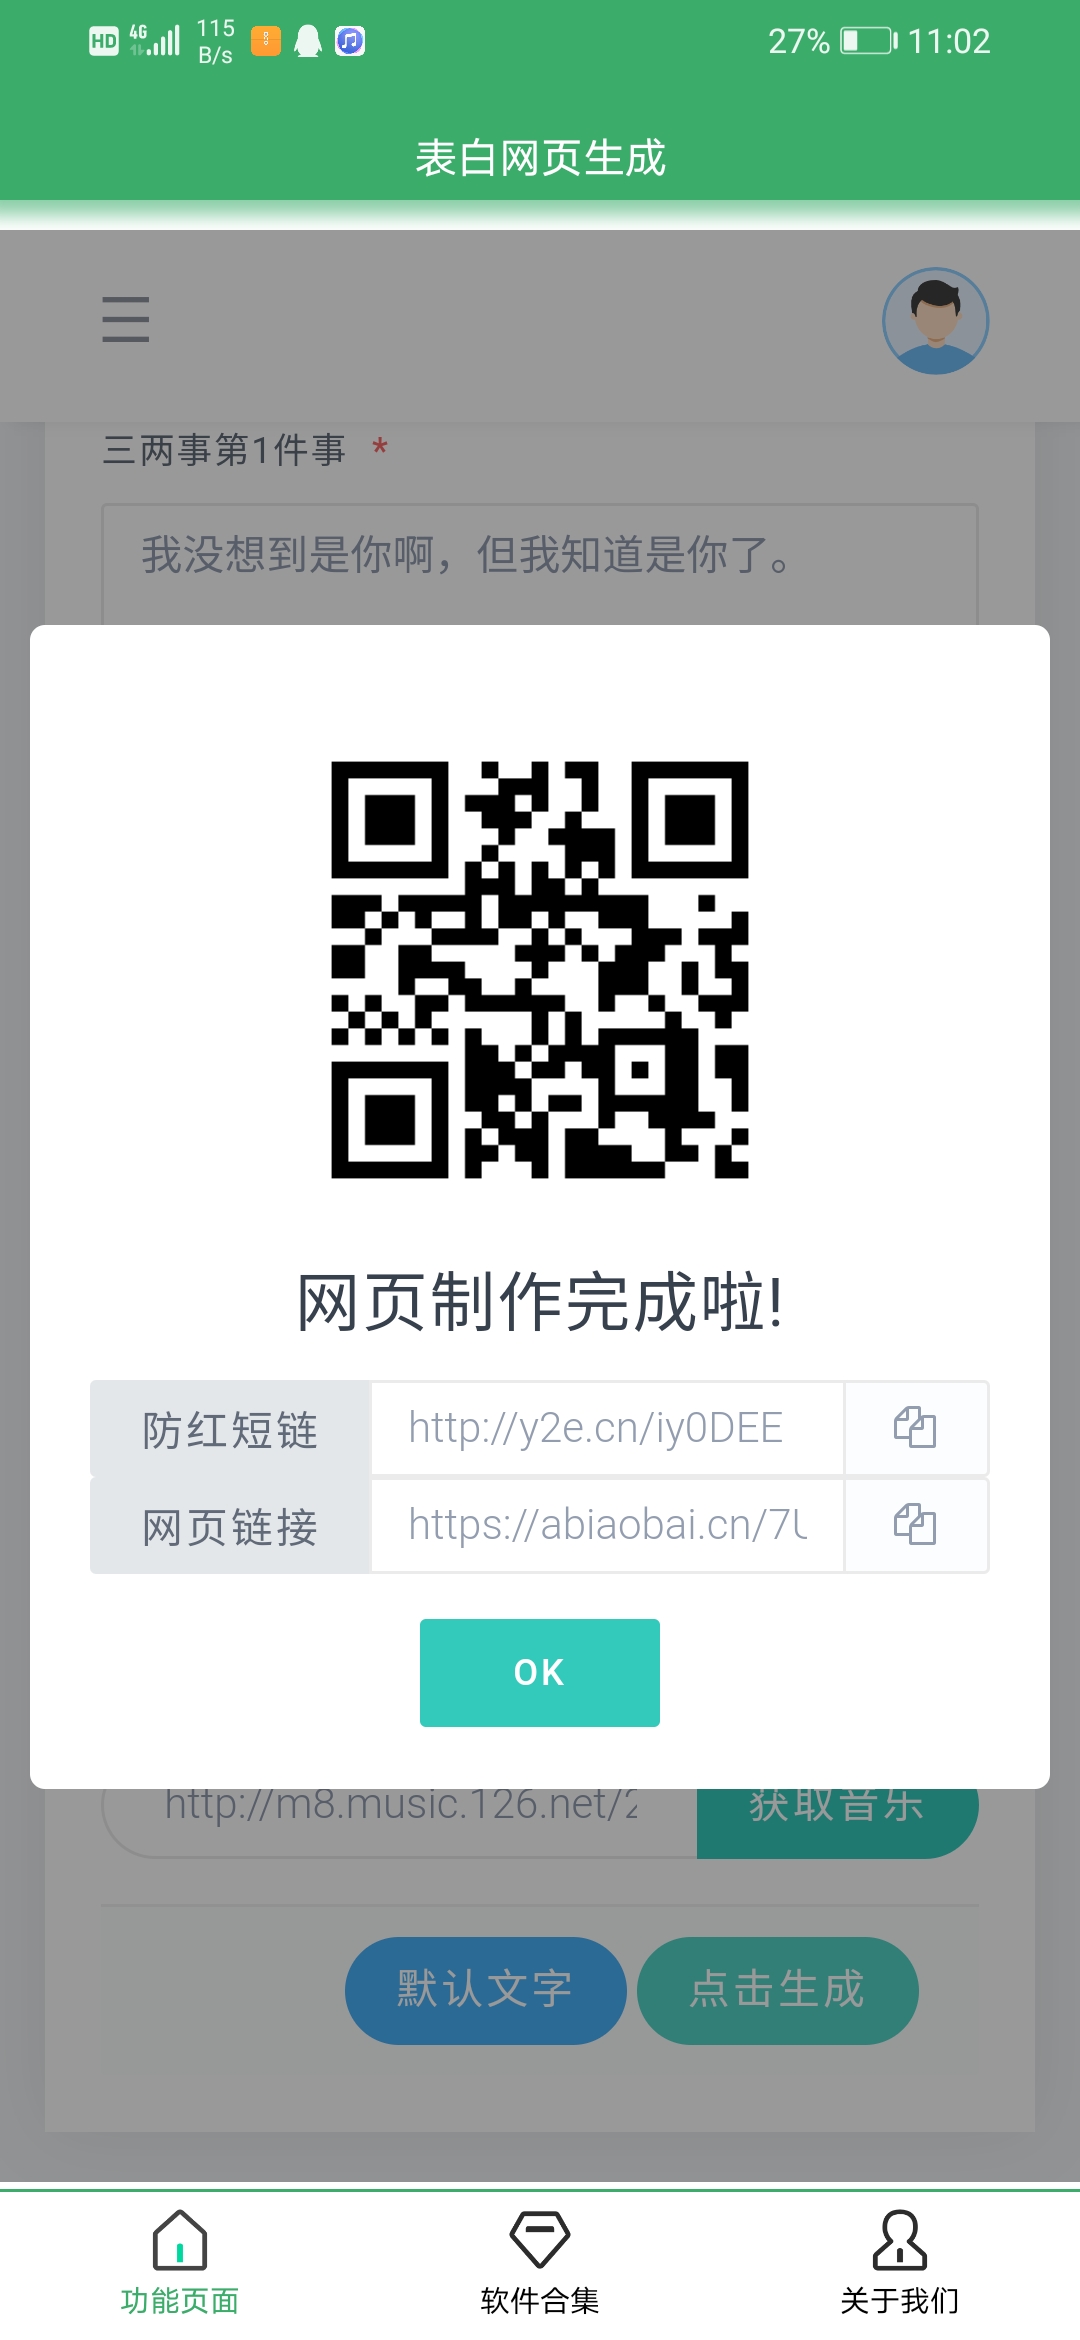 HD 4G 115 B/s 27% 11:02
表白网页生成
三两事第1件事 *
我没想到是你啊，但我知道是你了。
网页制作完成啦!
防红短链 http://y2e.cn/iy0DEE
网页链接 https://abiaobai.cn/7
OK
http://m8.music.126.net/2 获取音乐
默认文字 点击生成
功能页面 软件合集 关于我们